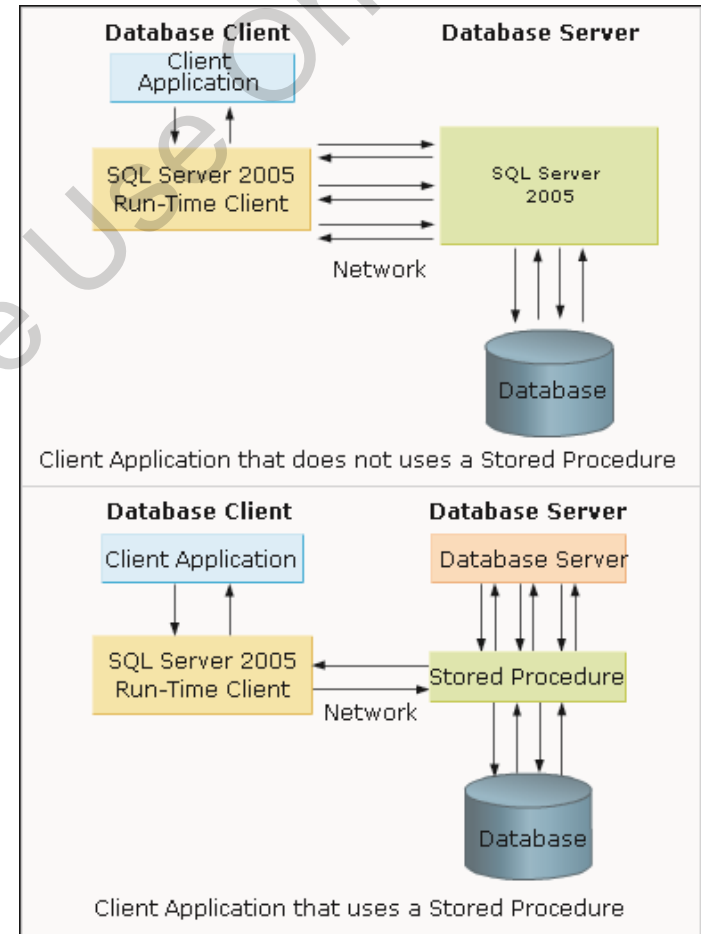 Database Client
Database Server
Client
Application
SQL Server 2005
Run-Time Client
SQL Server
2005
Network
Database
Client Application that does not uses a Stored Procedure
Database Client
Database Server
Client Application
Database Server
SQL Server 2005
Run-Time Client
Stored Procedure
Network
Database
Client Application that uses a Stored Procedure